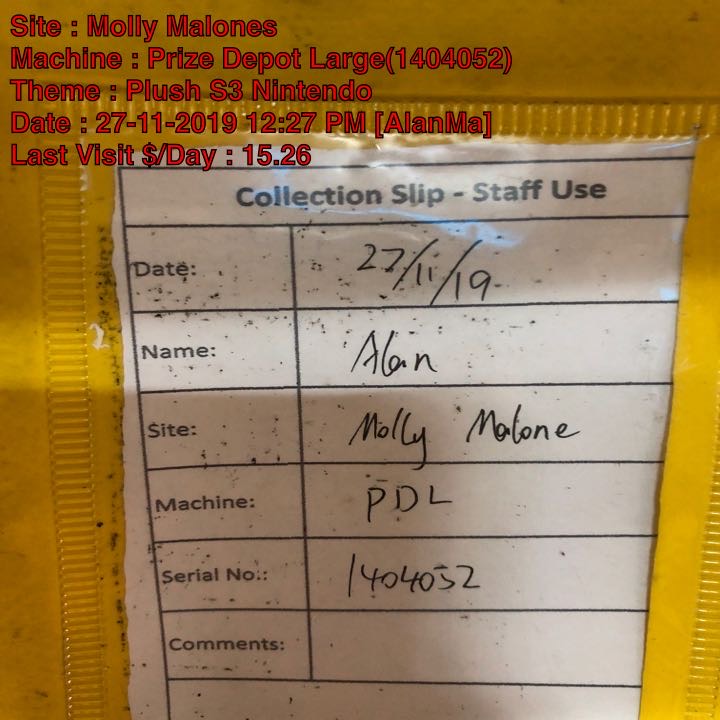 Site : Molly Malones
Machine : Prize Depot Large(1404052)
Theme : Plush S3 Nintendo
Date : 27-11-2019 12:27 PM [AlanMa]
Last Visit $/Day : 15.26
Collection Slip - Staff Use
Date: 27/11/19
Name: Alan
Site: Molly Malone
Machine: PDL
Serial No.: 1404052
Comments: